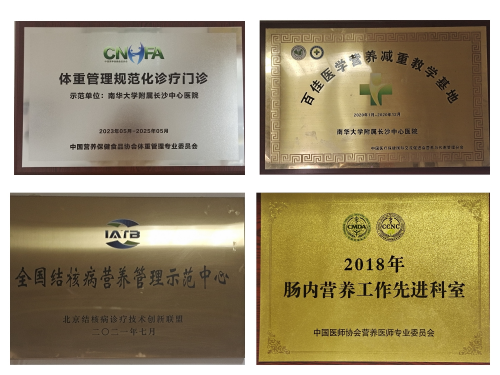 CNHFA
体重管理规范化诊疗门诊
示范单位：南华大学附属长沙中心医院
2023年05月-2025年05月
中国营养保健食品协会体重管理专业委员会
百佳医学营养减重教学基地
南华大学附属长沙中心医院
IATB
全国结核病营养管理示范中心
北京结核病诊疗技术创新联盟
二〇二一年七月
CMDA
CCNC
2018年
肠内营养工作先进科室
中国医师协会营养医师专业委员会